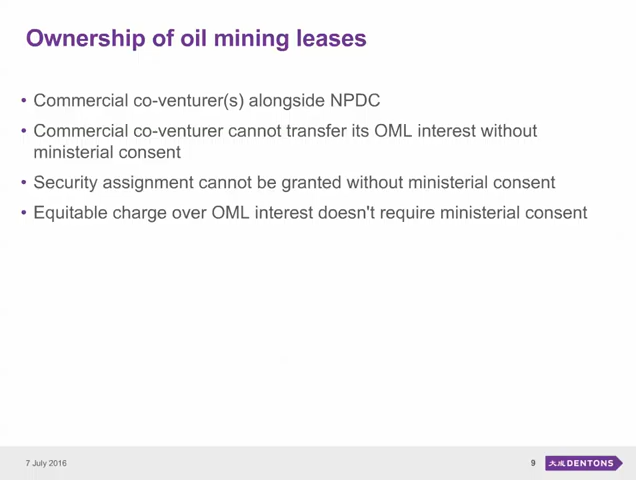 Ownership of oil mining leases
• Commercial co-venturer(s) alongside NPDC
• Commercial co-venturer cannot transfer its OML interest without
ministerial consent
• Security assignment cannot be granted without ministerial consent
• Equitable charge over OML interest doesn't require ministerial consent
7 July 2016
9
大成 DENTONS